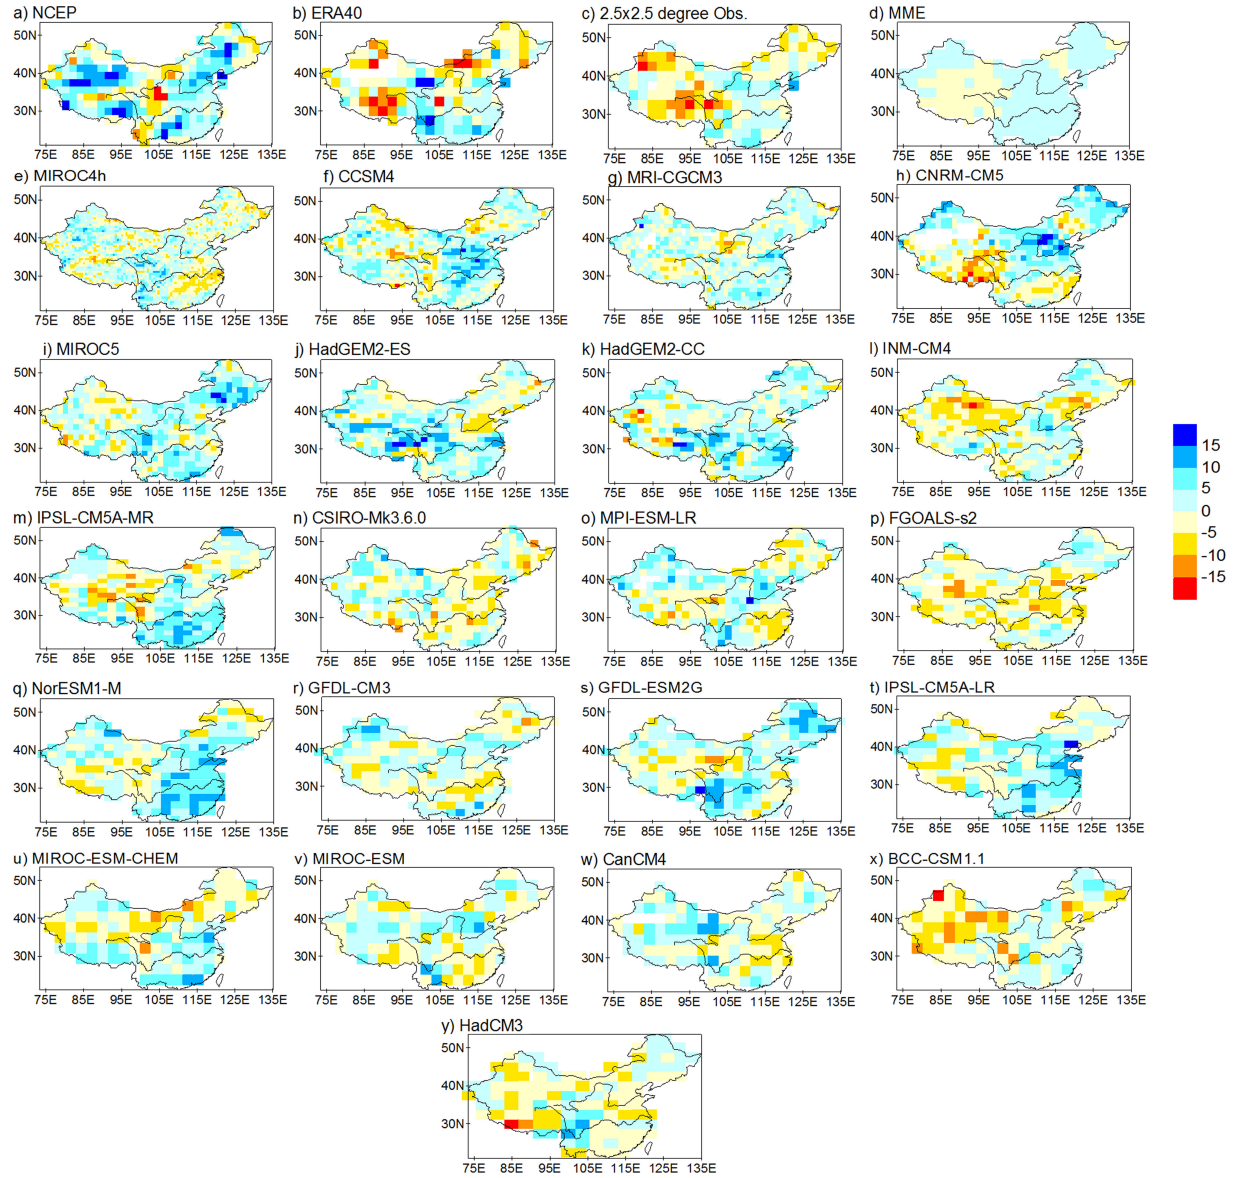 a) NCEP
b) ERA40
c) 2.5x2.5 degree Obs.
d) MME
50N
40N
30N
75E 85E 95E 105E 115E 125E 135E
50N
40N
30N
75E 85E 95E 105E 115E 125E 135E
50N
40N
30N
75E 85E 95E 105E 115E 125E 135E
50N
40N
30N
75E 85E 95E 105E 115E 125E 135E
e) MIROC4h
f) CCSM4
g) MRI-CGCM3
h) CNRM-CM5
50N
40N
30N
75E 85E 95E 105E 115E 125E 135E
50N
40N
30N
75E 85E 95E 105E 115E 125E 135E
50N
40N
30N
75E 85E 95E 105E 115E 125E 135E
50N
40N
30N
75E 85E 95E 105E 115E 125E 135E
i) MIROC5
j) HadGEM2-ES
k) HadGEM2-CC
l) INM-CM4
50N
40N
30N
75E 85E 95E 105E 115E 125E 135E
50N
40N
30N
75E 85E 95E 105E 115E 125E 135E
50N
40N
30N
75E 85E 95E 105E 115E 125E 135E
50N
40N
30N
75E 85E 95E 105E 115E 125E 135E
15
10
5
0
-5
-10
-15
m) IPSL-CM5A-MR
n) CSIRO-Mk3.6.0
o) MPI-ESM-LR
p) FGOALS-s2
50N
40N
30N
75E 85E 95E 105E 115E 125E 135E
50N
40N
30N
75E 85E 95E 105E 115E 125E 135E
50N
40N
30N
75E 85E 95E 105E 115E 125E 135E
50N
40N
30N
75E 85E 95E 105E 115E 125E 135E
q) NorESM1-M
r) GFDL-CM3
s) GFDL-ESM2G
t) IPSL-CM5A-LR
50N
40N
30N
75E 85E 95E 105E 115E 125E 135E
50N
40N
30N
75E 85E 95E 105E 115E 125E 135E
50N
40N
30N
75E 85E 95E 105E 115E 125E 135E
50N
40N
30N
75E 85E 95E 105E 115E 125E 135E
u) MIROC-ESM-CHEM
v) MIROC-ESM
w) CanCM4
x) BCC-CSM1.1
50N
40N
30N
75E 85E 95E 105E 115E 125E 135E
50N
40N
30N
75E 85E 95E 105E 115E 125E 135E
50N
40N
30N
75E 85E 95E 105E 115E 125E 135E
50N
40N
30N
75E 85E 95E 105E 115E 125E 135E
y) HadCM3
50N
40N
30N
75E 85E 95E 105E 115E 125E 135E